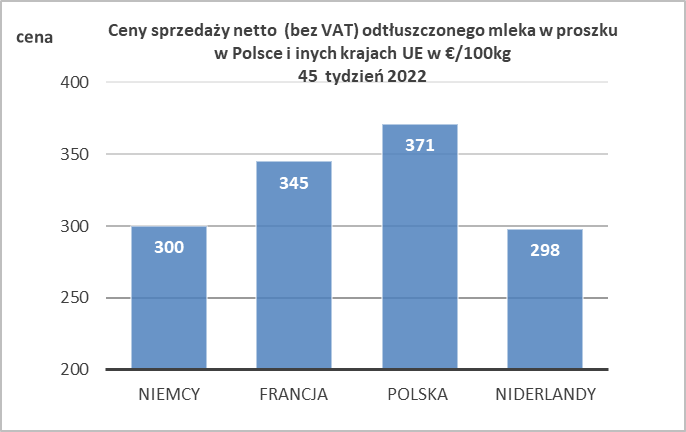 cena
Ceny sprzedaży netto  (bez VAT) odtłuszczonego mleka w proszku
w Polsce i inych krajach UE w €/100kg
45  tydzień 2022
400
350
300
250
200
300
345
371
298
NIEMCY
FRANCJA
POLSKA
NIDERLANDY